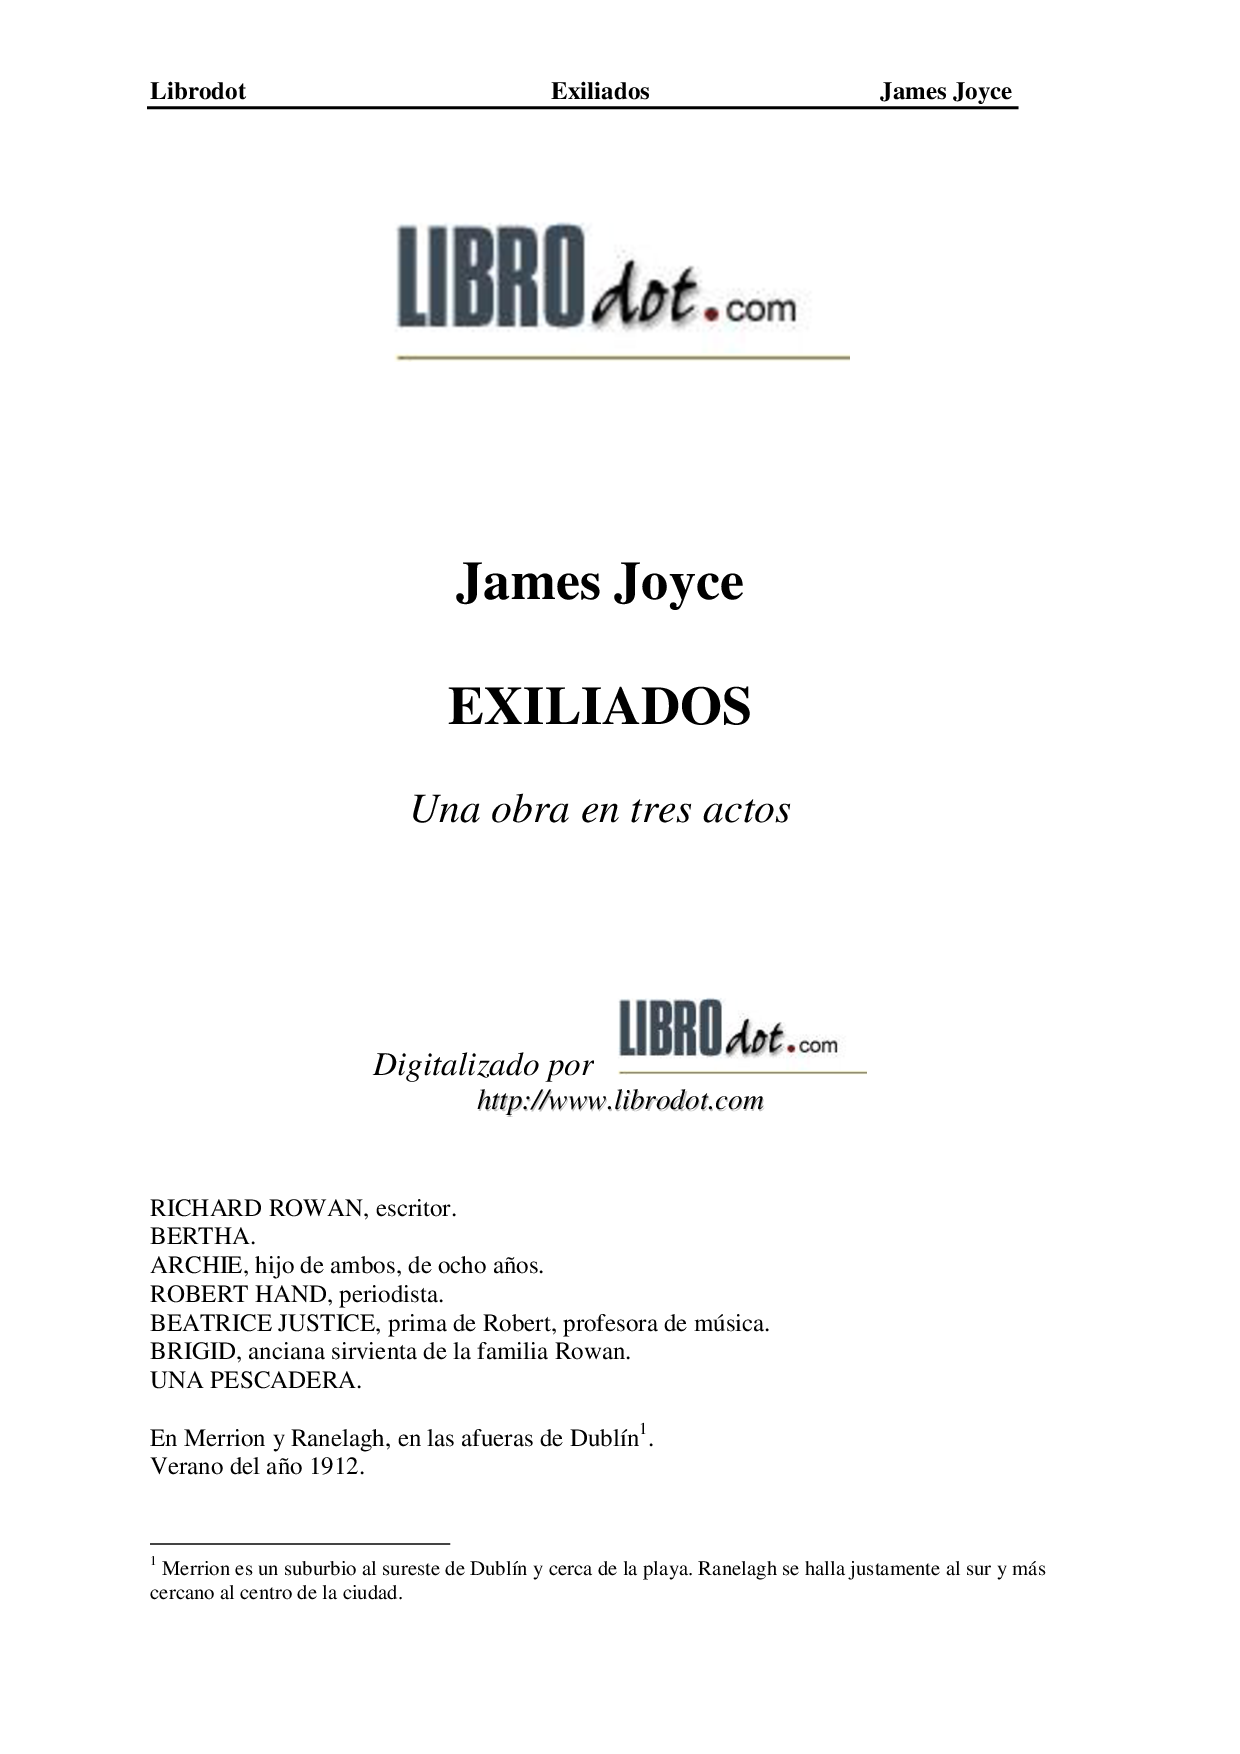 Librodot Exiliados James Joyce
LIBROdot.com
James Joyce
EXILIADOS
Una obra en tres actos
Digitalizado por LIBROdot.com
http://www.librodot.com
RICHARD ROWAN, escritor.
BERTHA.
ARCHIE, hijo de ambos, de ocho años.
ROBERT HAND, periodista.
BEATRICE JUSTICE, prima de Robert, profesora de música.
BRIGID, anciana sirvienta de la familia Rowan.
UNA PESCADERA.
En Merrion y Ranelagh, en las afueras de Dublín¹.
Verano del año 1912.
¹ Merrion es un suburbio al sureste de Dublín y cerca de la playa. Ranelagh se halla justamente al sur y más
cercano al centro de la ciudad.